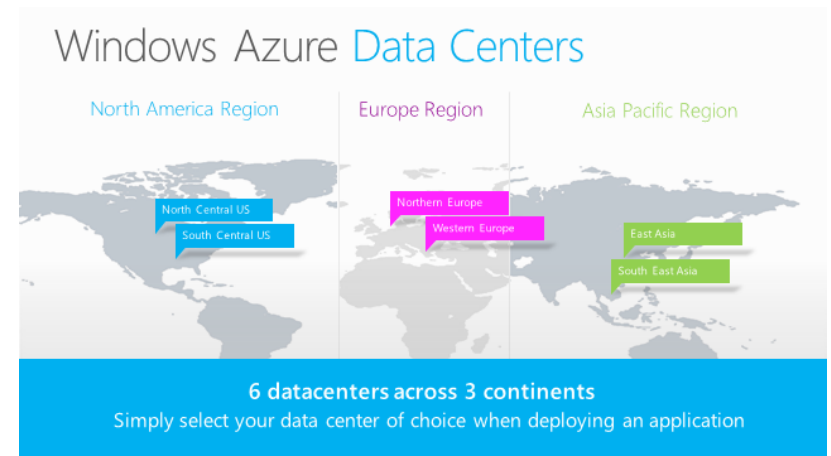 Windows Azure Data Centers
North America Region
Europe Region
Asia Pacific Region
North Central US
South Central US
Northern Europe
Western Europe
East Asia
South East Asia
6 datacenters across 3 continents
Simply select your data center of choice when deploying an application